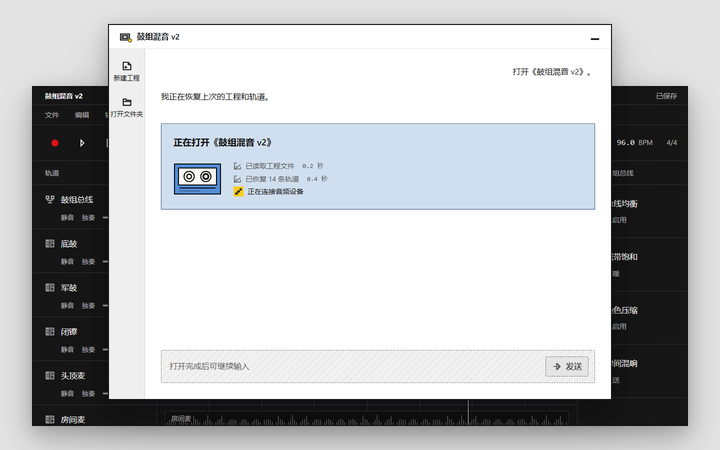 鼓组混音 v2
新建工程
打开文件夹
打开《鼓组混音 v2》。
我正在恢复上次的工程和轨道。
正在打开《鼓组混音 v2》
已读取工程文件 0.2 秒
已恢复 14 条轨道 0.4 秒
正在连接音频设备
打开完成后可继续输入
发送
鼓组混音 v2
已保存
文件 编辑
96.0 BPM 4/4
轨道
组总线
鼓组总线
静音 独奏
线均衡
启用
底鼓
静音 独奏
带饱和
暖
军鼓
静音 独奏
色压缩
启用
闭镲
静音 独奏
间混响
送
头顶麦
静音 独奏
房间麦
房间麦